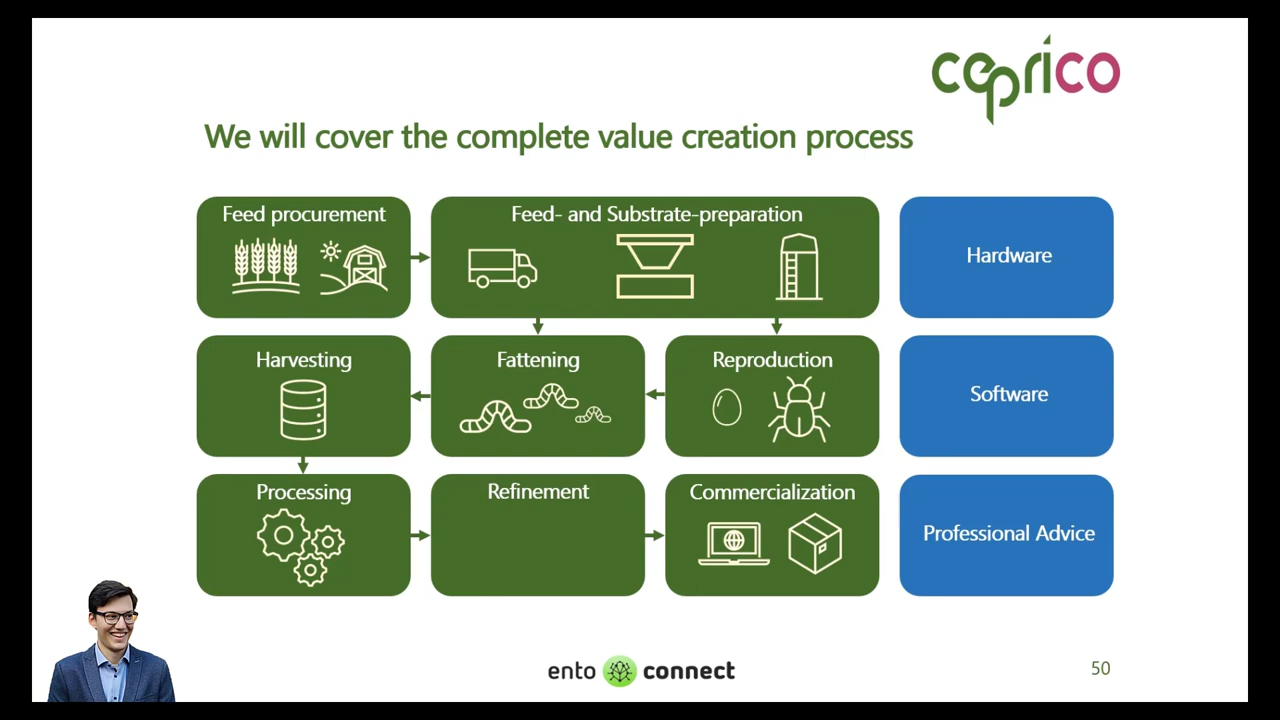 ceprico
We will cover the complete value creation process
Feed procurement
Feed- and Substrate-preparation
Hardware
Harvesting
Fattening
Reproduction
Software
Processing
Refinement
Commercialization
Professional Advice
ento connect
50